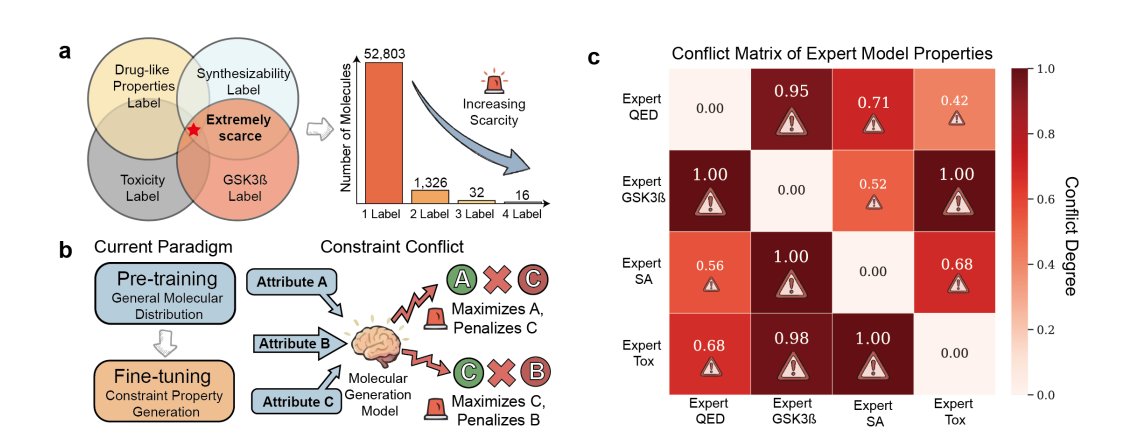 a
Drug-like
Properties
Label
Synthesizability
Label
Extremely
scarce
Toxicity
Label
GSK3ß
Label
Number of Molecules
52,803
1,326
32
16
1 Label
2 Label
3 Label
4 Label
Increasing
Scarcity
b
Current Paradigm
Pre-training
General Molecular
Distribution
Fine-tuning
Constraint Property
Generation
Constraint Conflict
Attribute A
Attribute B
Attribute C
Molecular
Generation
Model
A
C
Maximizes A,
Penalizes C
C
B
Maximizes C,
Penalizes B
c
Conflict Matrix of Expert Model Properties
Expert
QED
0.00
0.95
0.71
0.42
Expert
GSK3ß
1.00
0.00
0.52
1.00
Expert
SA
0.56
1.00
0.00
0.68
Expert
Tox
0.68
0.98
1.00
0.00
Expert
QED
Expert
GSK3ß
Expert
SA
Expert
Tox
1.0
0.8
0.6
0.4
0.2
0.0
Conflict Degree